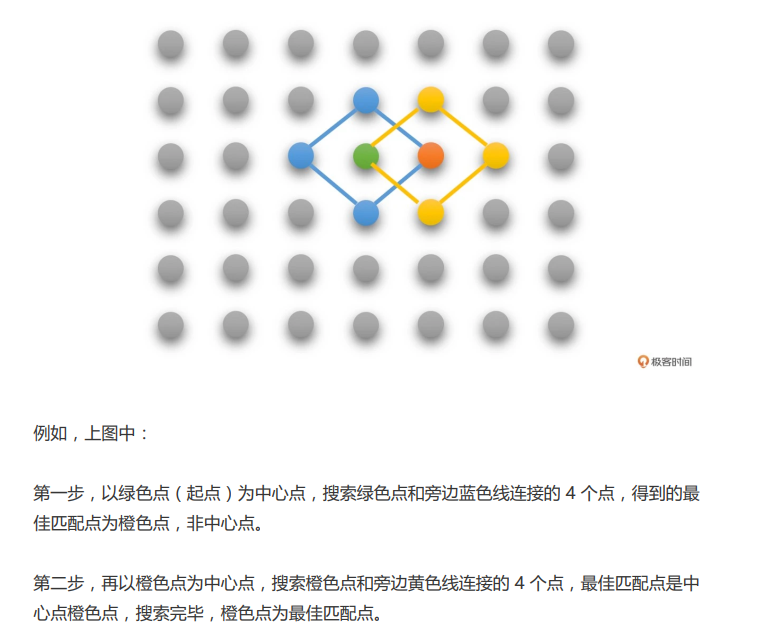 极客时间
例如，上图中：
第一步，以绿色点（起点）为中心点，搜索绿色点和旁边蓝色线连接的 4 个点，得到的最
佳匹配点为橙色点，非中心点。
第二步，再以橙色点为中心点，搜索橙色点和旁边黄色线连接的 4 个点，最佳匹配点是中
心点橙色点，搜索完毕，橙色点为最佳匹配点。